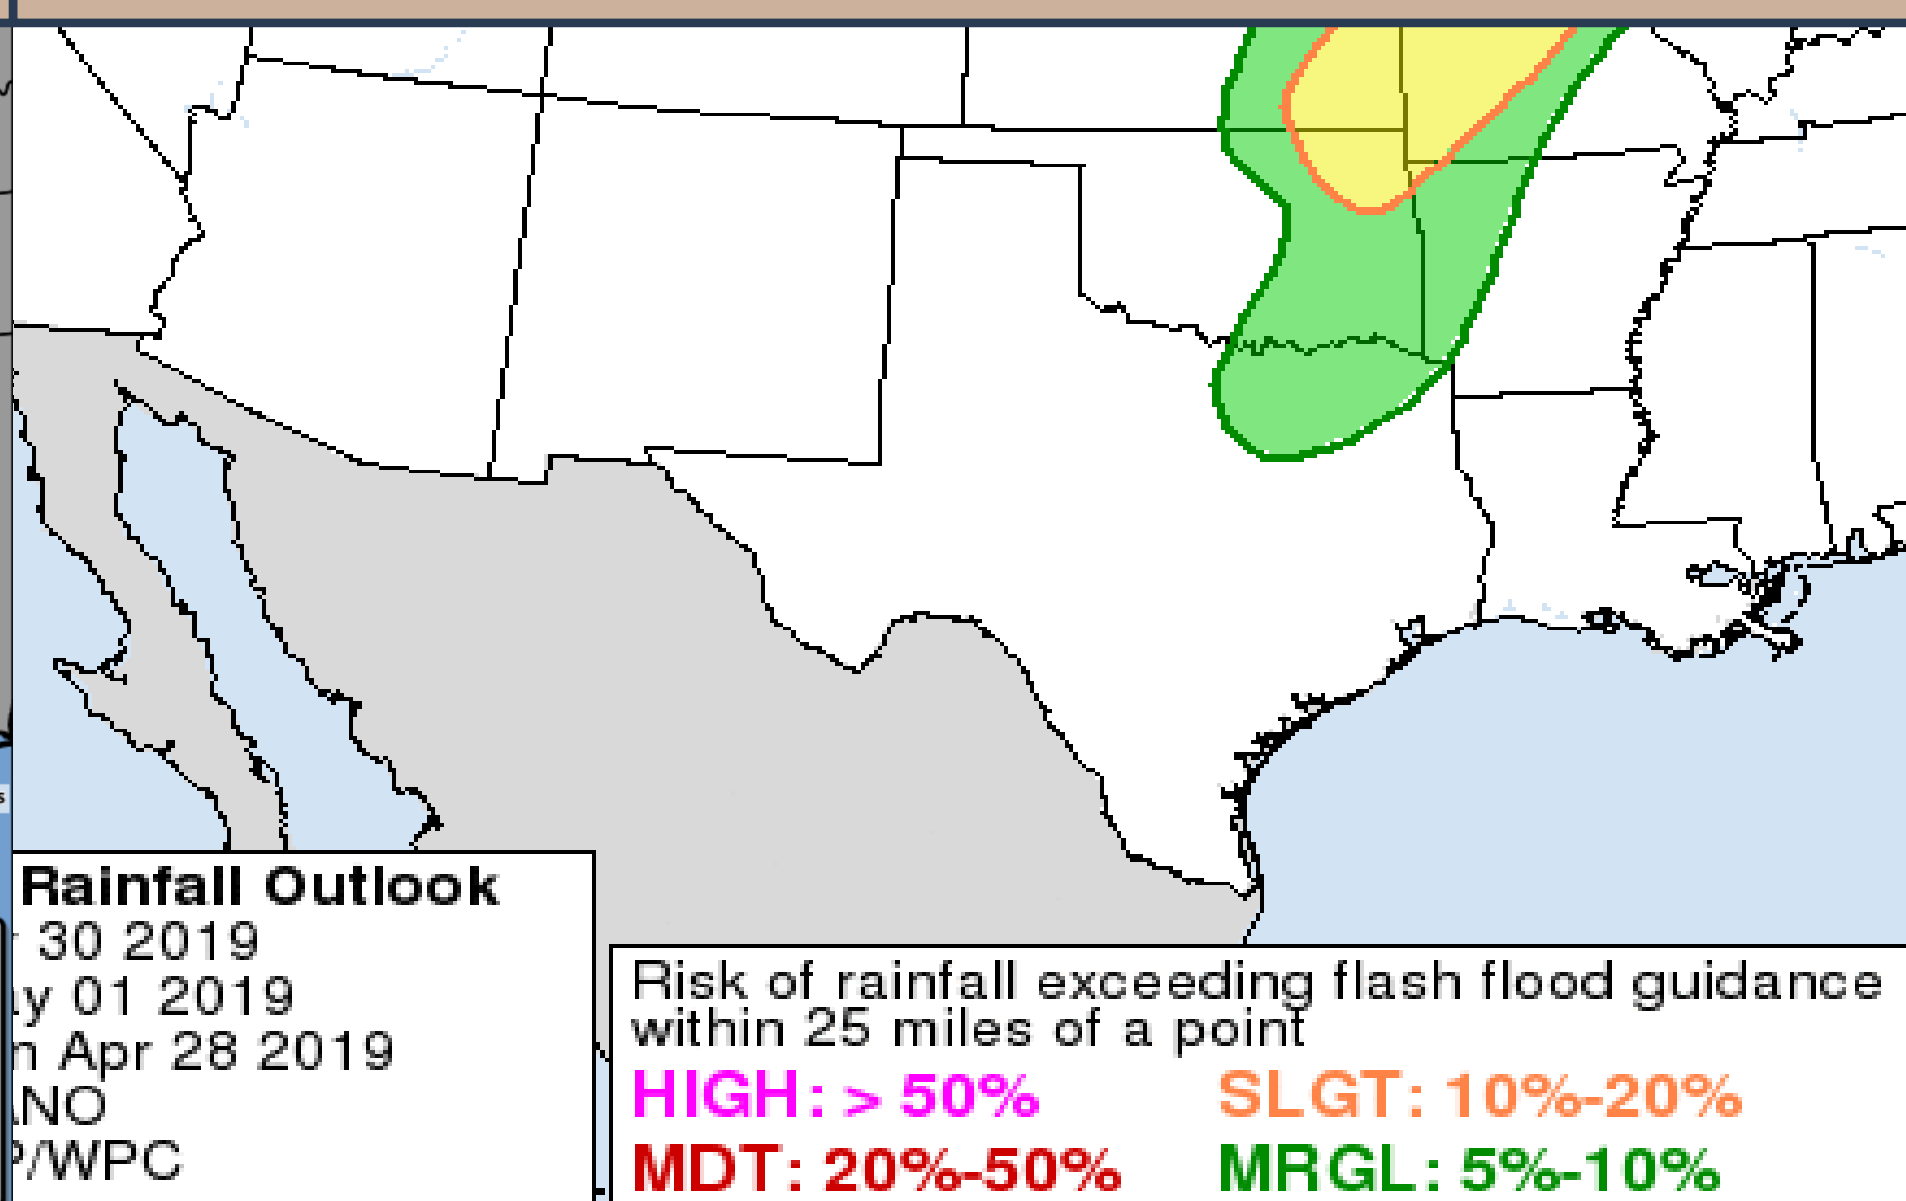 Rainfall Outlook
30 2019
01 2019
Apr 28 2019
Risk of rainfall exceeding flash flood guidance
within 25 miles of a point
HIGH: > 50%
SLGT: 10%-20%
MDT: 20%-50%
MRGL: 5%-10%
/WPC